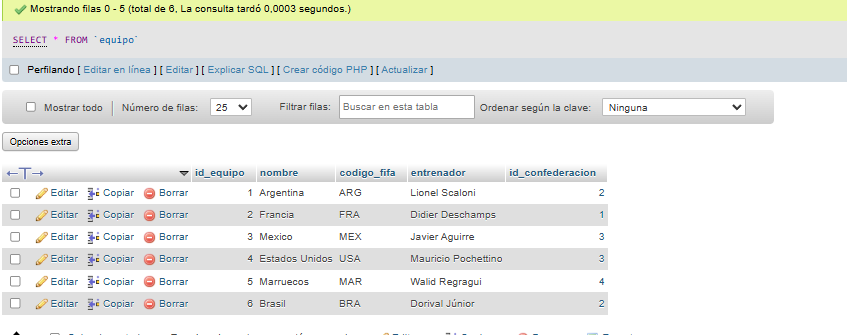 Mostrando filas 0 - 5 (total de 6, La consulta tardó 0,0003 segundos.)
SELECT * FROM `equipo`
Perfilando [ Editar en línea ] [ Editar ] [ Explicar SQL ] [ Crear código PHP ] [ Actualizar ]
Mostrar todo | Número de filas: 25 Filtrar filas: Buscar en esta tabla Ordenar según la clave: Ninguna
Opciones extra
←T→ id_equipo nombre codigo_fifa entrenador id_confederacion
Editar Copiar Borrar 1 Argentina ARG Lionel Scaloni 2
Editar Copiar Borrar 2 Francia FRA Didier Deschamps 1
Editar Copiar Borrar 3 Mexico MEX Javier Aguirre 3
Editar Copiar Borrar 4 Estados Unidos USA Mauricio Pochettino 3
Editar Copiar Borrar 5 Marruecos MAR Walid Regragui 4
Editar Copiar Borrar 6 Brasil BRA Dorival Júnior 2